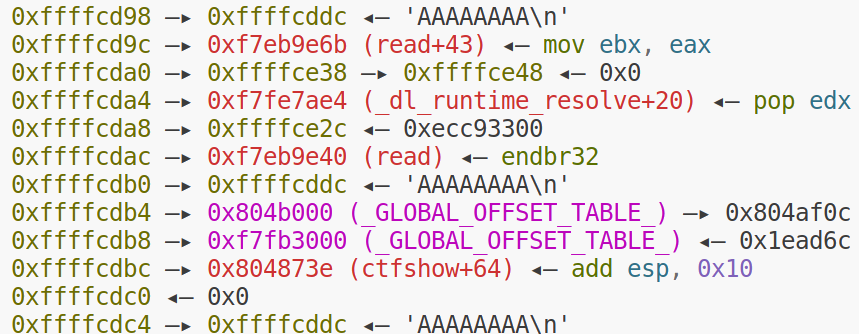 0xffffcd98 —▸ 0xffffcddc ◂— 'AAAAAAAA\n'
0xffffcd9c —▸ 0xf7eb9e6b (read+43) ◂— mov ebx, eax
0xffffcda0 —▸ 0xffffce38 —▸ 0xffffce48 ◂— 0x0
0xffffcda4 —▸ 0xf7fe7ae4 (_dl_runtime_resolve+20) ◂— pop edx
0xffffcda8 —▸ 0xffffce2c ◂— 0xecc93300
0xffffcdac —▸ 0xf7eb9e40 (read) ◂— endbr32
0xffffcdb0 —▸ 0xffffcddc ◂— 'AAAAAAAA\n'
0xffffcdb4 —▸ 0x804b000 (_GLOBAL_OFFSET_TABLE_) —▸ 0x804af0c
0xffffcdb8 —▸ 0xf7fb3000 (_GLOBAL_OFFSET_TABLE_) ◂— 0x1ead6c
0xffffcdbc —▸ 0x804873e (ctfshow+64) ◂— add esp, 0x10
0xffffcdc0 ◂— 0x0
0xffffcdc4 —▸ 0xffffcddc ◂— 'AAAAAAAA\n'